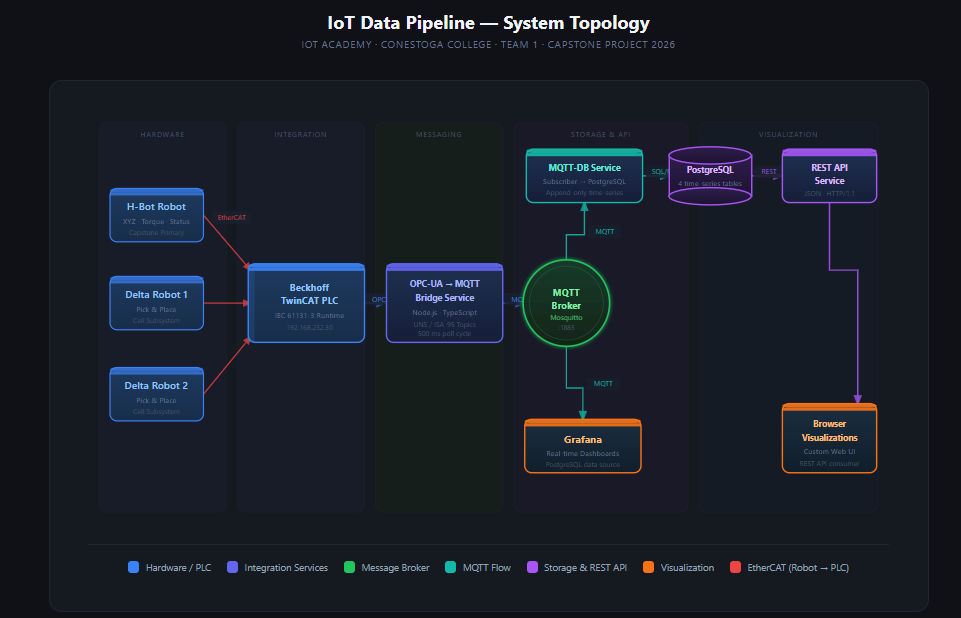 IoT Data Pipeline — System Topology
IOT ACADEMY · CONESTOGA COLLEGE · TEAM 1 · CAPSTONE PROJECT 2026
HARDWARE
INTEGRATION
MESSAGING
STORAGE & API
VISUALIZATION
H-Bot Robot
XYZ · Torque · Status
Capstone Primary
EtherCAT
Delta Robot 1
Pick & Place
Cell Subsystem
Delta Robot 2
Pick & Place
Cell Subsystem
Beckhoff
TwinCAT PLC
IEC 61131-3 Runtime
OPC
OPC-UA → MQTT
Bridge Service
Node.js · TypeScript
UNS / ISA-95 Topics
500 ms poll cycle
MQ
MQTT
Broker
Mosquitto
:1883
MQTT
MQTT-DB Service
Subscriber → PostgreSQL
Append-only time-series
SQL/
PostgreSQL
4 time-series tables
REST
REST API
Service
JSON · HTTP/1.1
MQTT
Grafana
Real-time Dashboards
PostgreSQL data source
Browser
Visualizations
Custom Web UI
REST API consumer
Hardware / PLC
Integration Services
Message Broker
MQTT Flow
Storage & REST API
Visualization
EtherCAT (Robot → PLC)